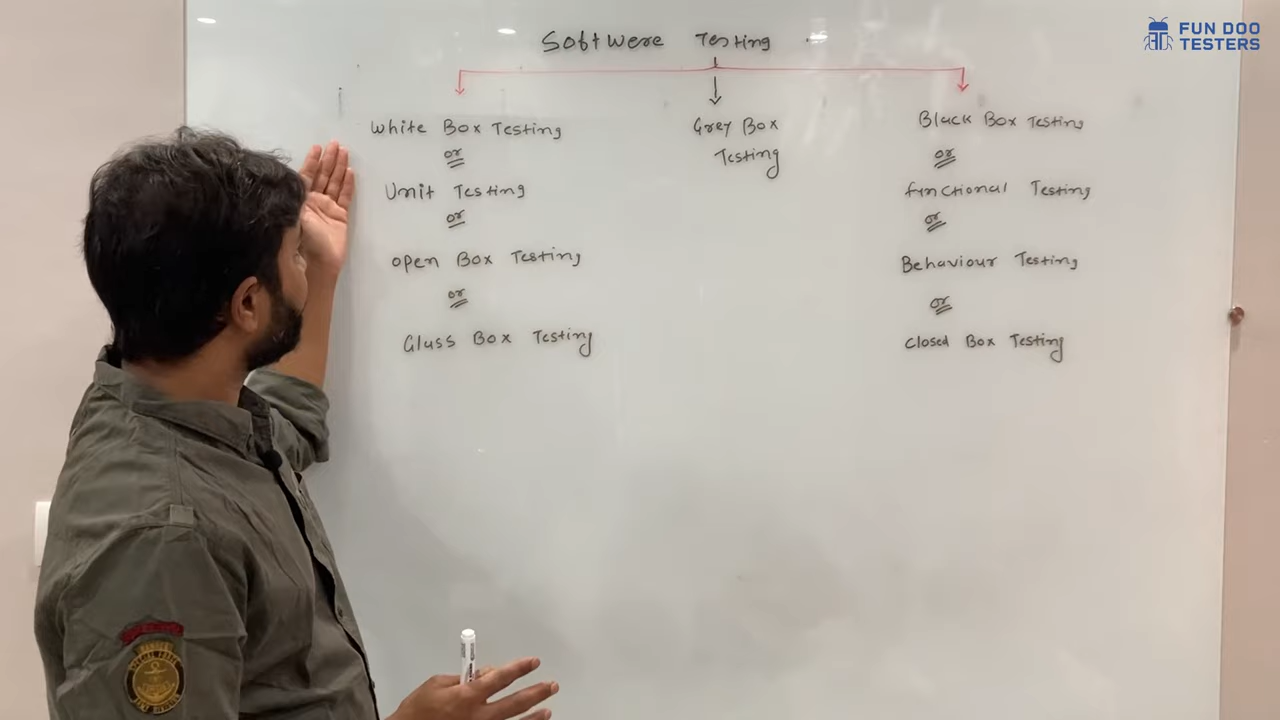 FUN DOO
TESTERS
Softwere Testing
White Box Testing
or
Unit Testing
or
open Box Testing
or
Glass Box Testing
Grey Box
Testing
Black Box Testing
or
functional Testing
or
Behaviour Testing
or
Closed Box Testing